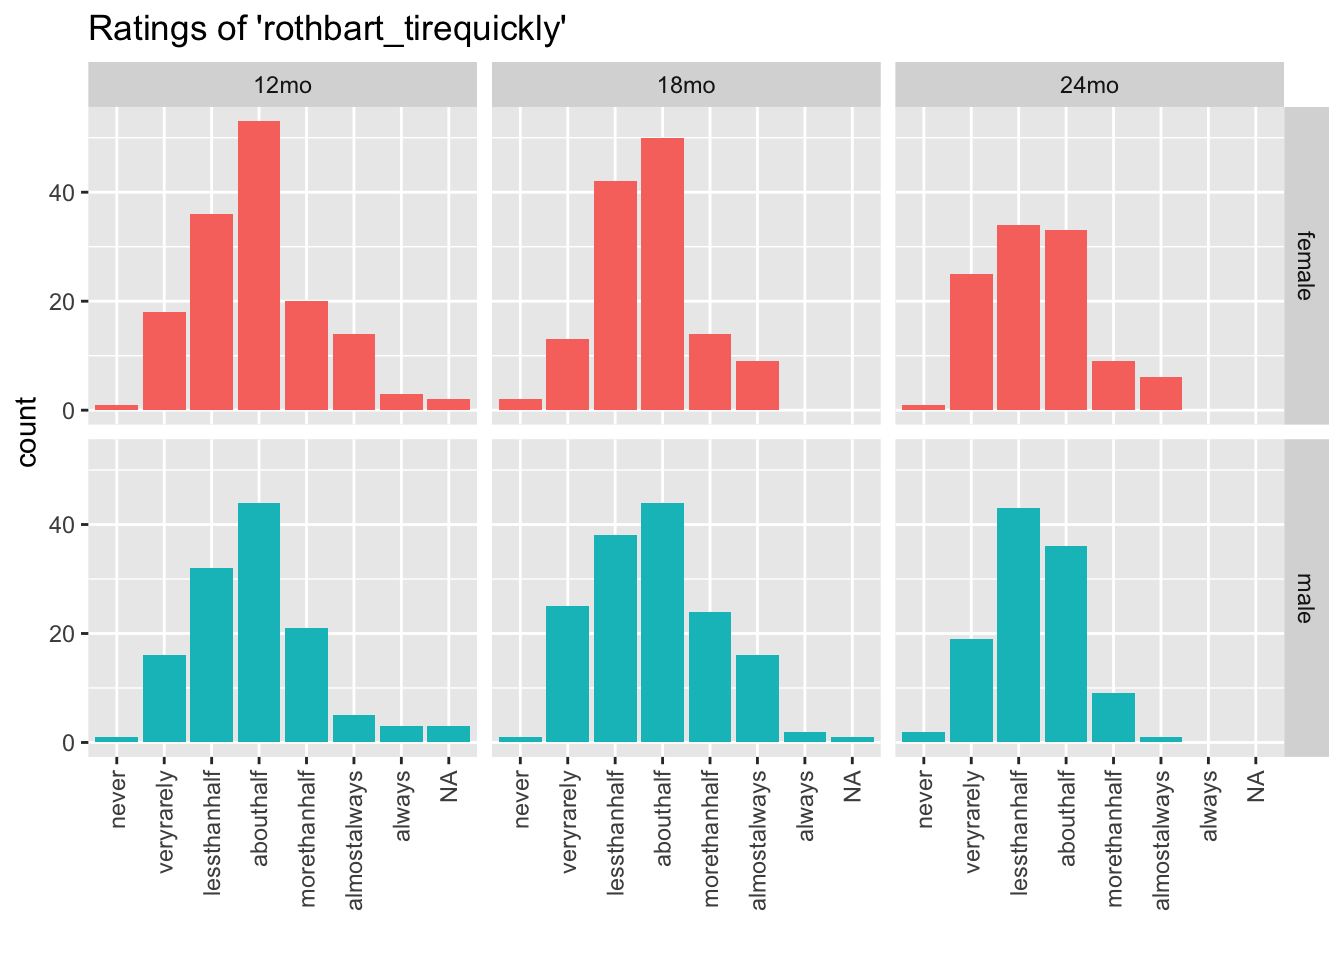 Ratings of 'rothbart_tirequickly'
12mo 18mo 24mo
count
40
20
0
female
40
20
0
male
never veryrarely lessthanhalf abouthalf morethanhalf almostalways always NA never veryrarely lessthanhalf abouthalf morethanhalf almostalways always NA never veryrarely lessthanhalf abouthalf morethanhalf almostalways always NA